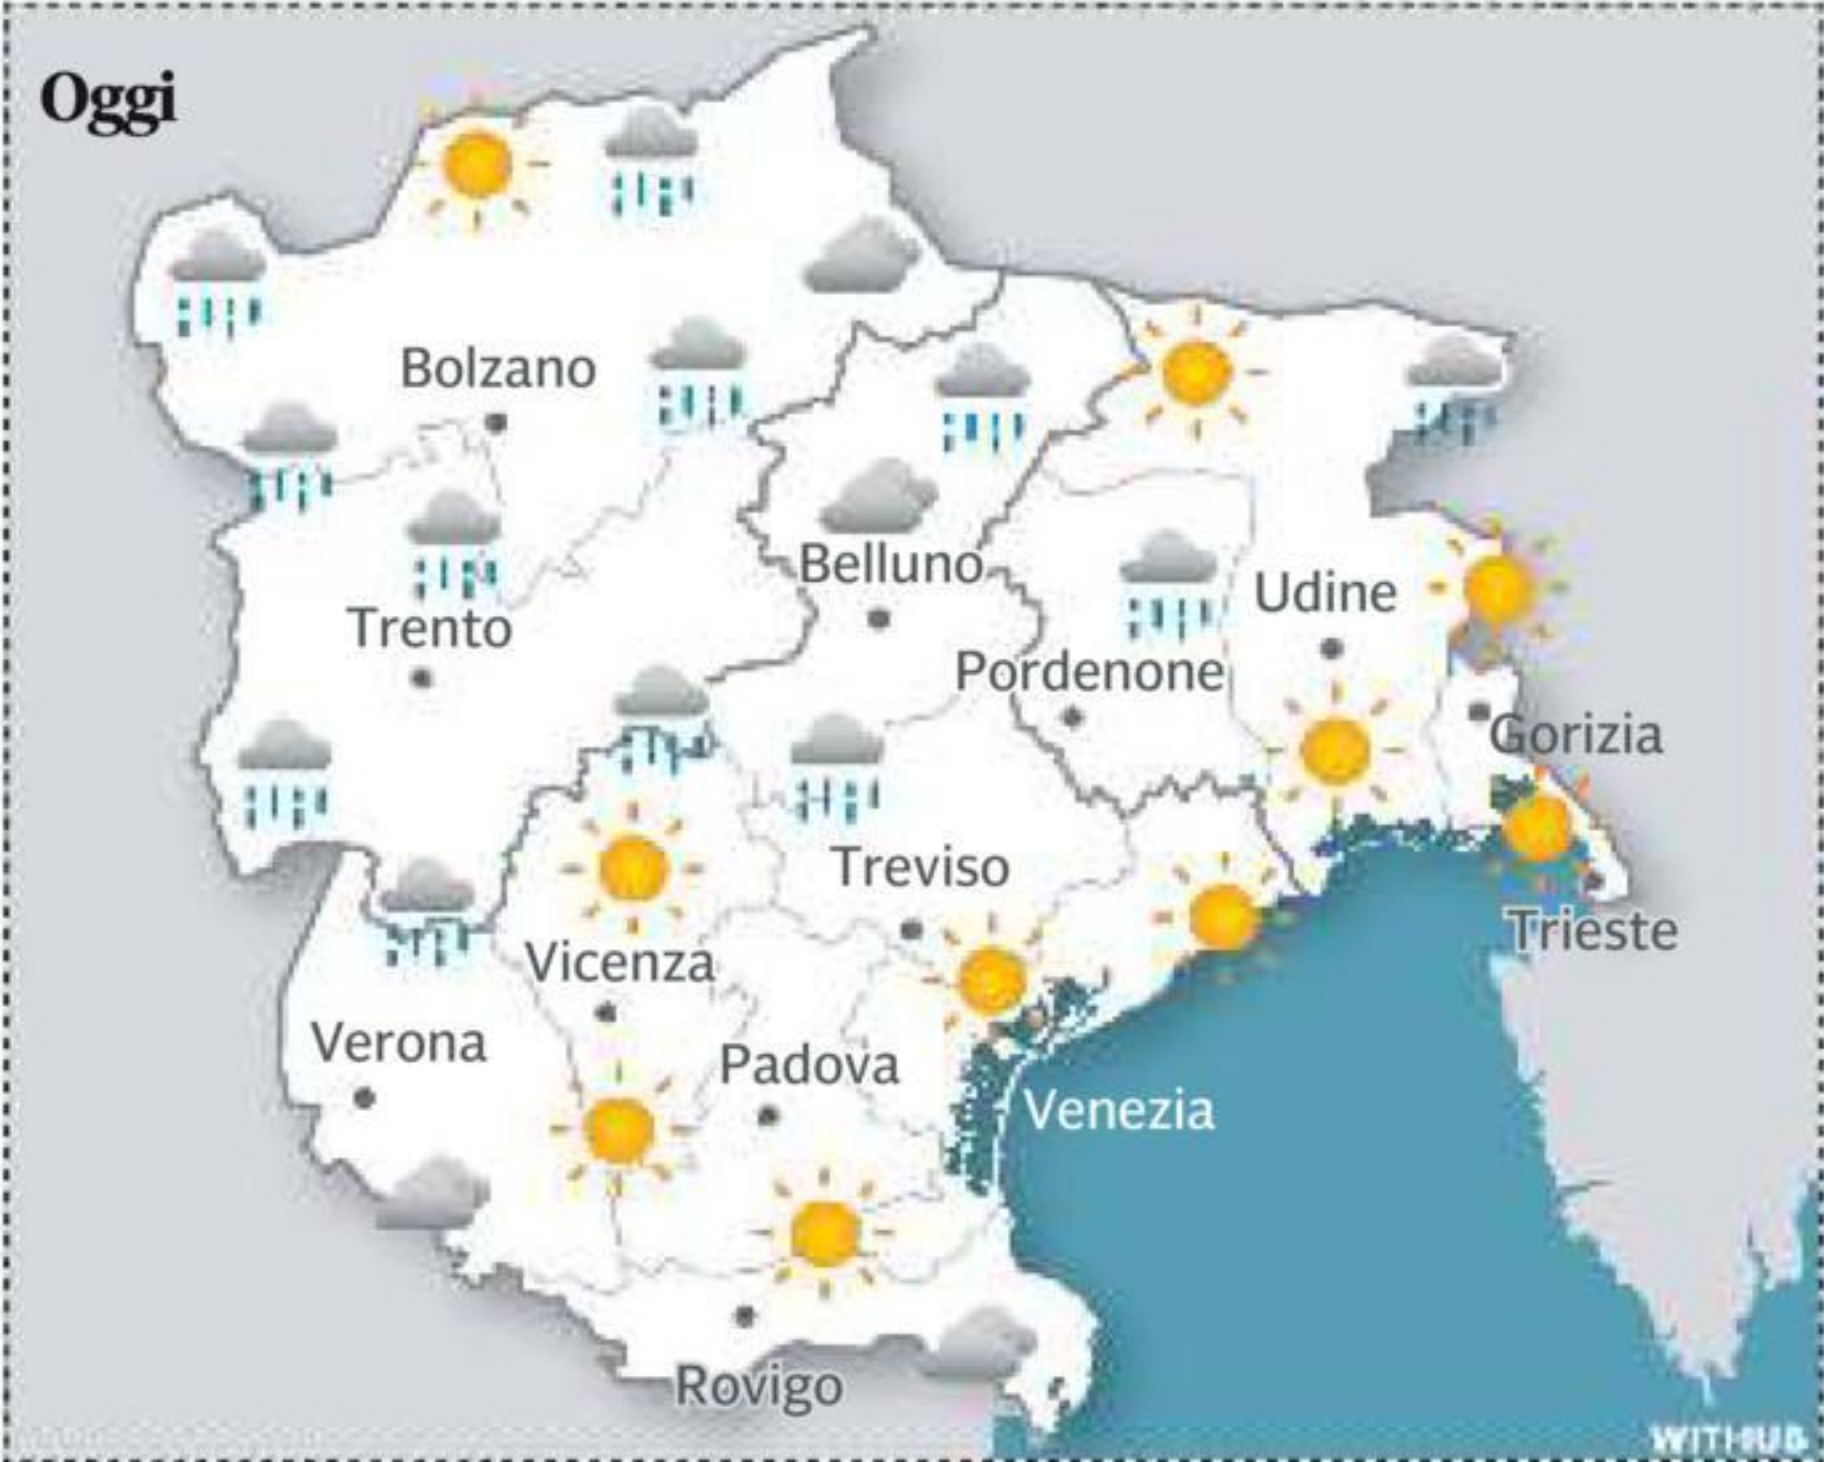 Oggi
Bolzano
Belluno
Udine
Trento
Pordenone
Gorizia
Treviso
Trieste
Vicenza
Verona
Padova
Venezia
Rovigo
WITHUB